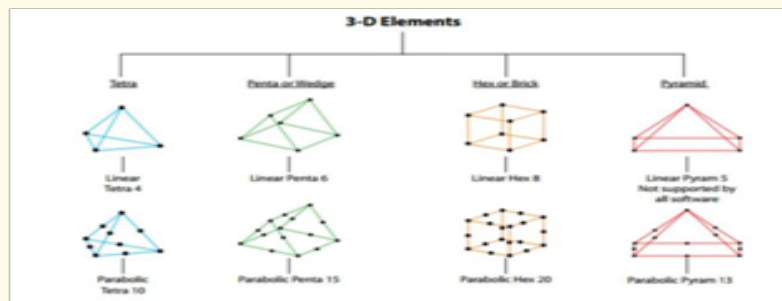 3-D Elements
Tetra
Penta or Wedge
Hex or Brick
Pyramid
Linear
Tetra 4
Linear Penta 6
Linear Hex 8
Linear Pyram 5
Not supported by
all software
Parabolic
Tetra 10
Parabolic Penta 15
Parabolic Hex 20
Parabolic Pyram 13